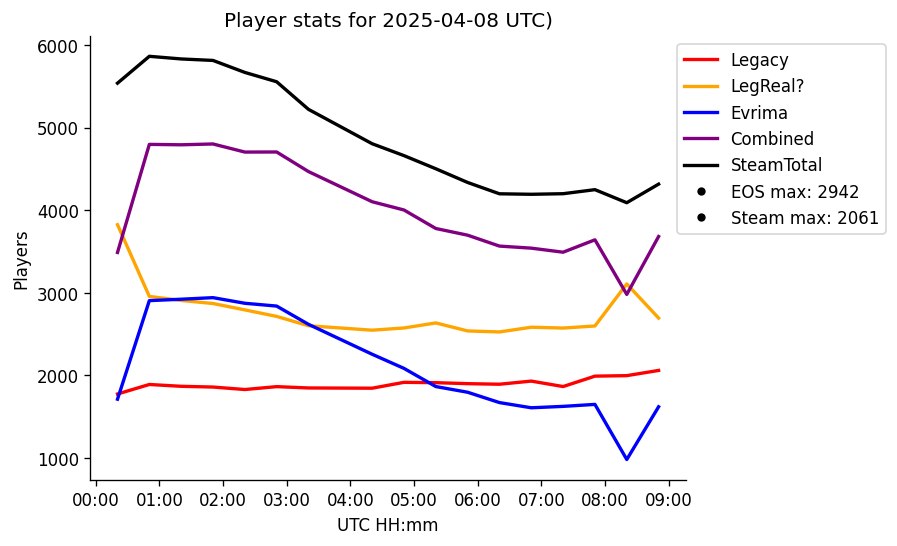 Player stats for 2025-04-08 UTC)
6000
5000
4000
3000
2000
1000
Players
00:00 01:00 02:00 03:00 04:00 05:00 06:00 07:00 08:00 09:00
UTC HH:mm
Legacy
LegReal?
Evrima
Combined
SteamTotal
EOS max: 2942
Steam max: 2061